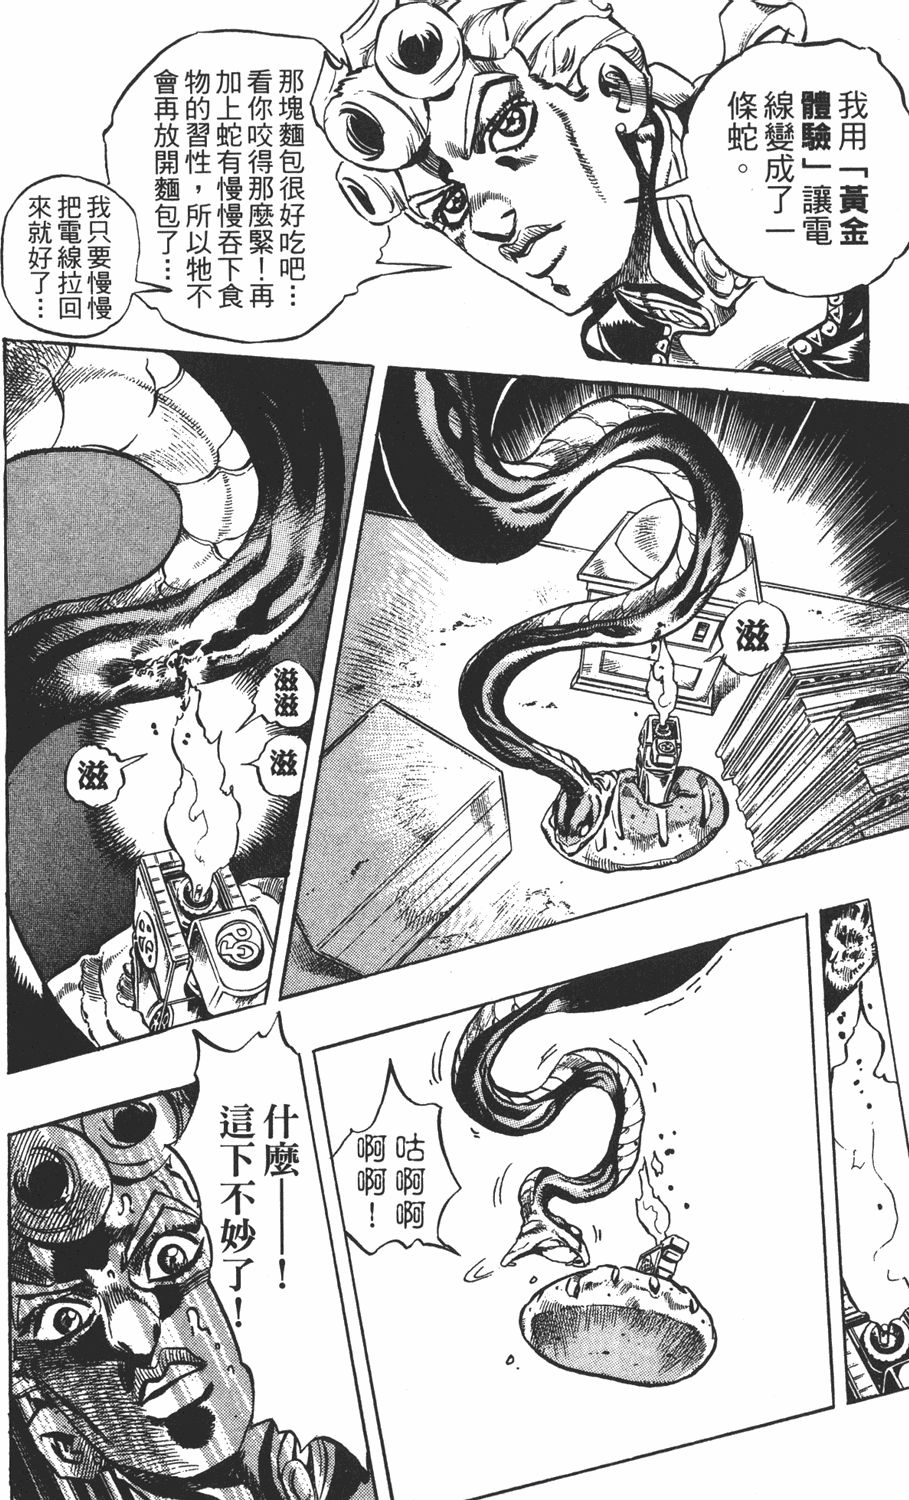 我用「黃金
體驗」讓電
線變成了一
條蛇。
那塊麵包很好吃吧…
看你咬得那麼緊！再
加上蛇有慢慢吞下食
物的習性，所以牠不
會再放開麵包了…
我只要慢慢
把電線拉回
來就好了…
滋
滋滋
滋
滋
咕啊啊
啊啊！
什麼──！
這下不妙了！